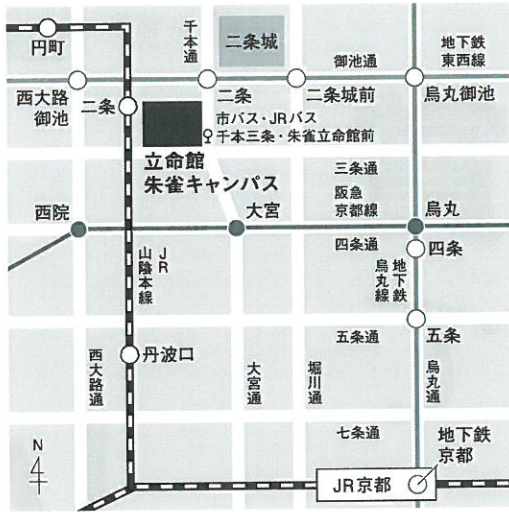 円町
千本通
二条城
地下鉄
東西線
御池通
西大路
御池
二条
二条
二条城前
烏丸御池
市バス・JRバス
千本三条・朱雀立命館前
立命館
朱雀キャンパス
三条通
阪急
京都線
西院
大宮
烏丸
四条通
四条
JR
山陰本線
地下鉄
烏丸線
五条通
五条
丹波口
西大路通
大宮通
堀川通
烏丸通
七条通
地下鉄
京都
JR京都
N